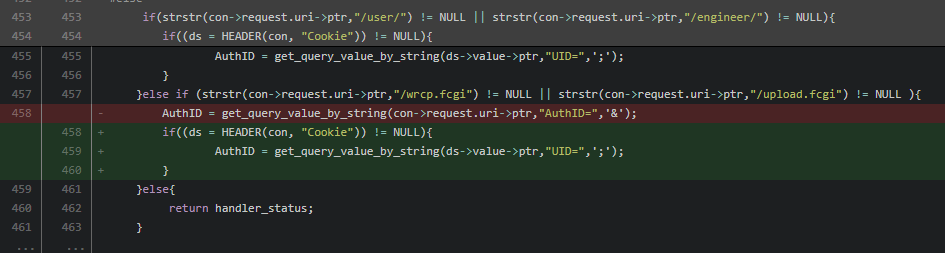 453 453 if(strstr(con->request.uri->ptr,"/user/") != NULL || strstr(con->request.uri->ptr,"/engineer/") != NULL){
454 454 if((ds = HEADER(con, "Cookie")) != NULL){
455 455 AuthID = get_query_value_by_string(ds->value->ptr,"UID=",';');
456 456 }
457 457 }else if (strstr(con->request.uri->ptr,"/wrcp.fcgi") != NULL || strstr(con->request.uri->ptr,"/upload.fcgi") != NULL ){
458 - AuthID = get_query_value_by_string(con->request.uri->ptr,"AuthID=",'&');
458 + if((ds = HEADER(con, "Cookie")) != NULL){
459 + AuthID = get_query_value_by_string(ds->value->ptr,"UID=",';');
460 + }
459 461 }else{
460 462 return handler_status;
461 463 }
... ...